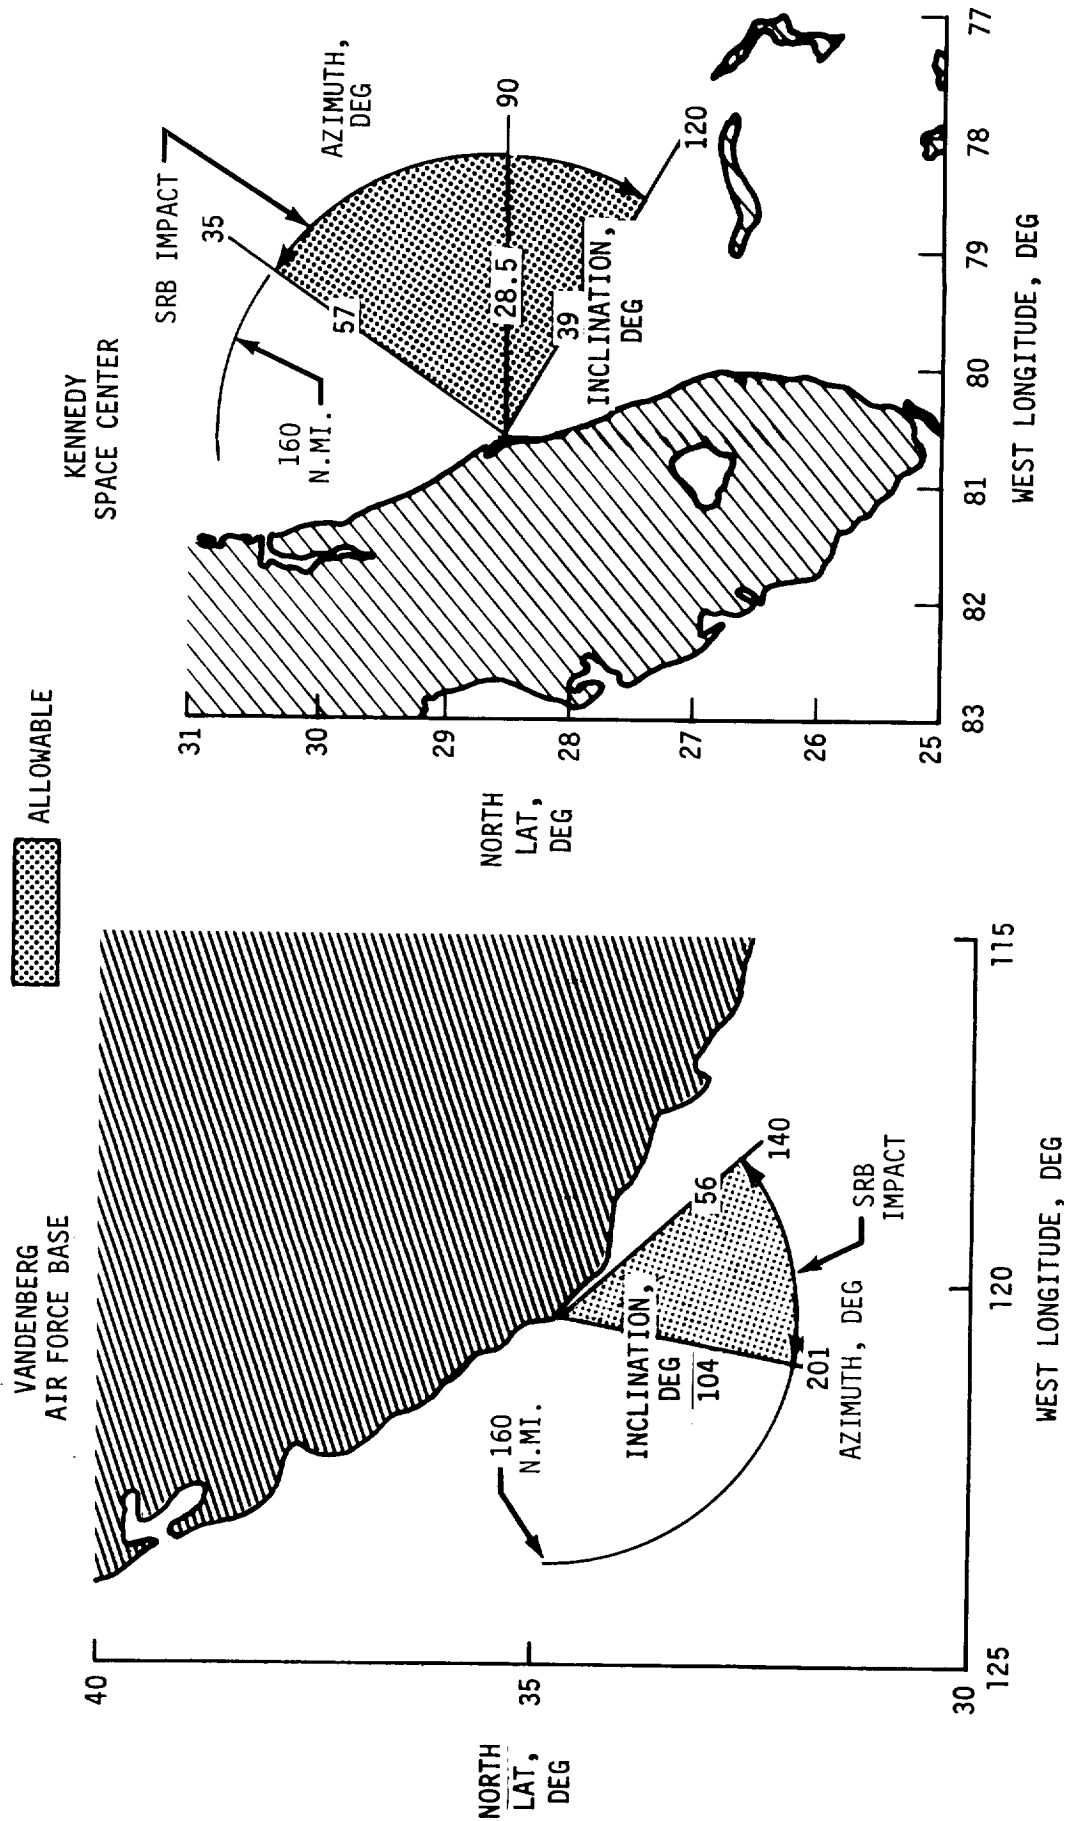 ALLOWABLE
VANDENBERG
AIR FORCE BASE
NORTH
LAT,
DEG
40
35
30
125
120
115
WEST LONGITUDE, DEG
160
N.MI.
INCLINATION,
DEG
104
56
140
201
AZIMUTH, DEG
SRB
IMPACT
KENNEDY
SPACE CENTER
NORTH
LAT,
DEG
31
30
29
28
27
26
25
83
82
81
80
79
78
77
WEST LONGITUDE, DEG
160
N.MI.
SRB IMPACT
35
AZIMUTH,
DEG
57
28.5
90
39
INCLINATION,
DEG
120